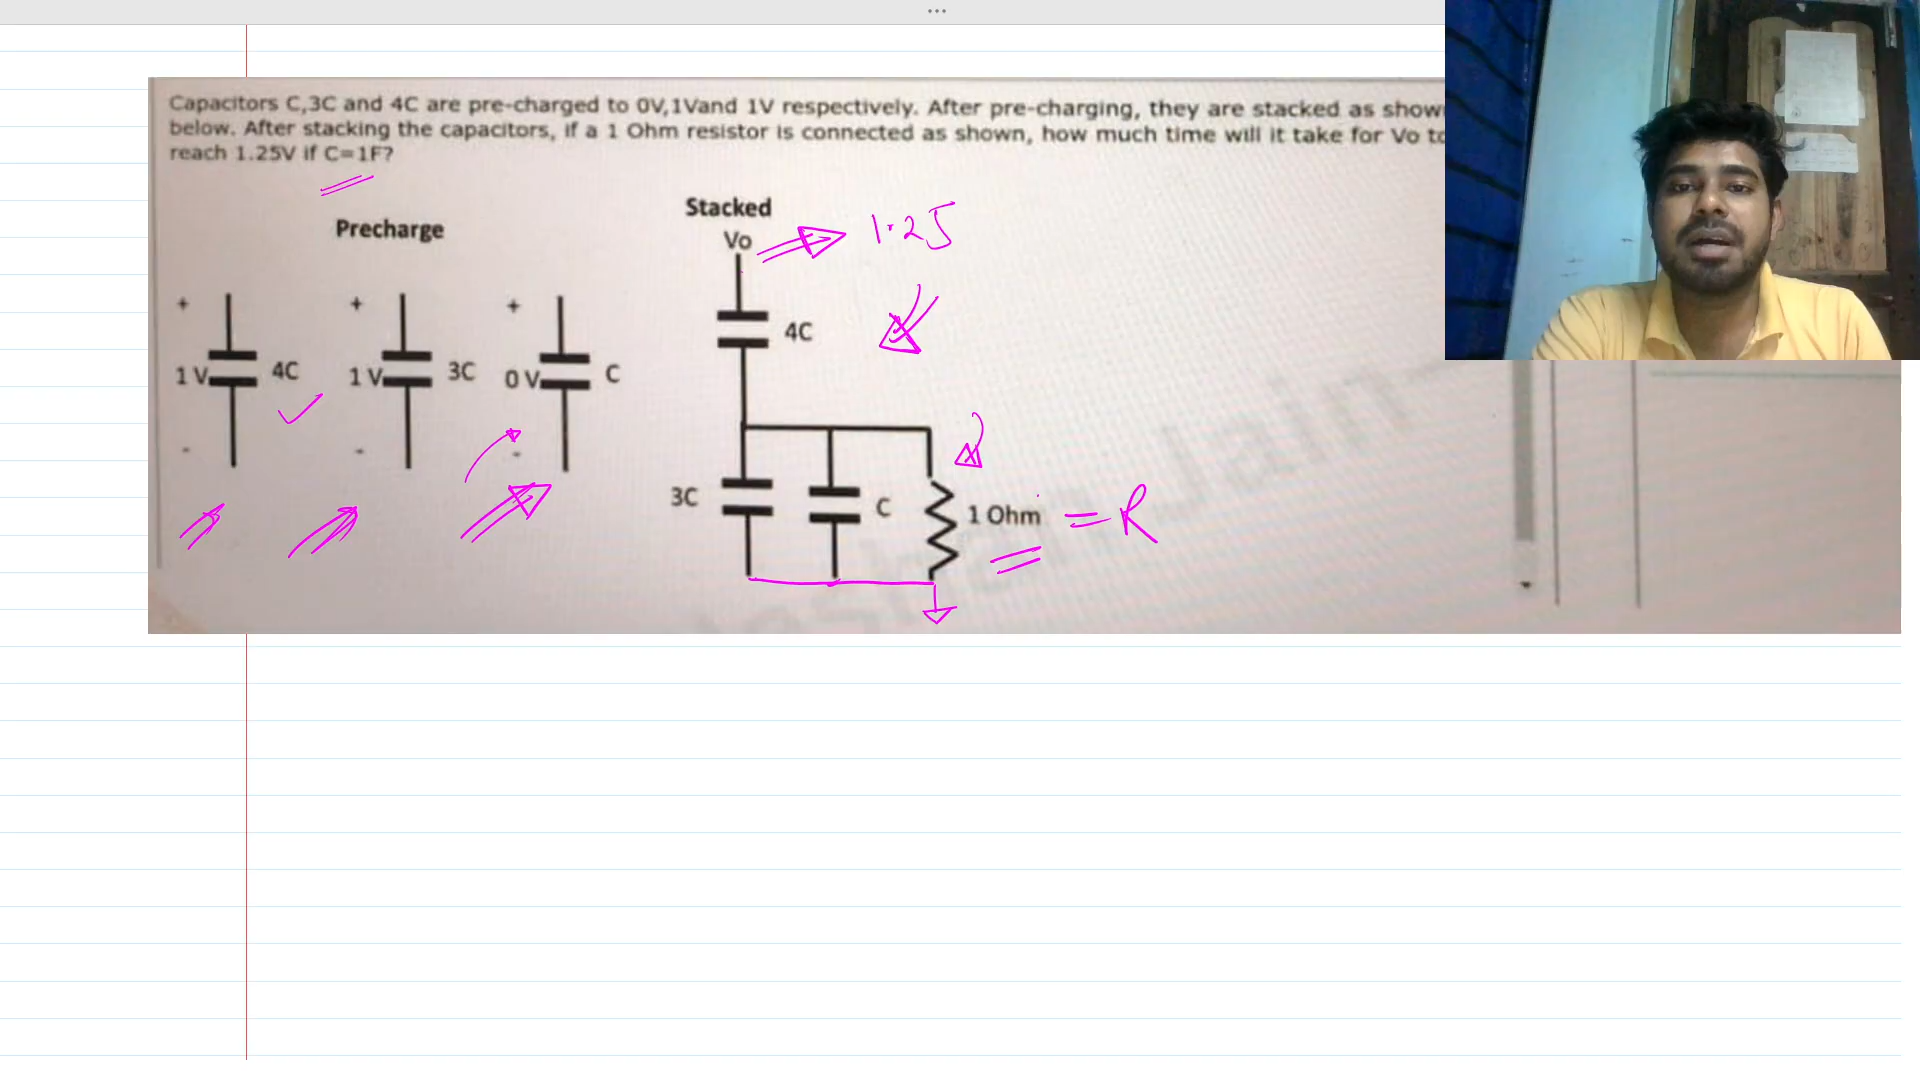 Capacitors C,3C and 4C are pre-charged to 0V,1Vand 1V respectively. After pre-charging, they are stacked as show
below. After stacking the capacitors, if a 1 Ohm resistor is connected as shown, how much time will it take for Vo to
reach 1.25V if C=1F?
Precharge
Stacked
Vo
1.25
+
+
+
4C
1 V
4C
1 V
3C
0 V
C
-
-
-
3C
C
1 Ohm = R
Jain